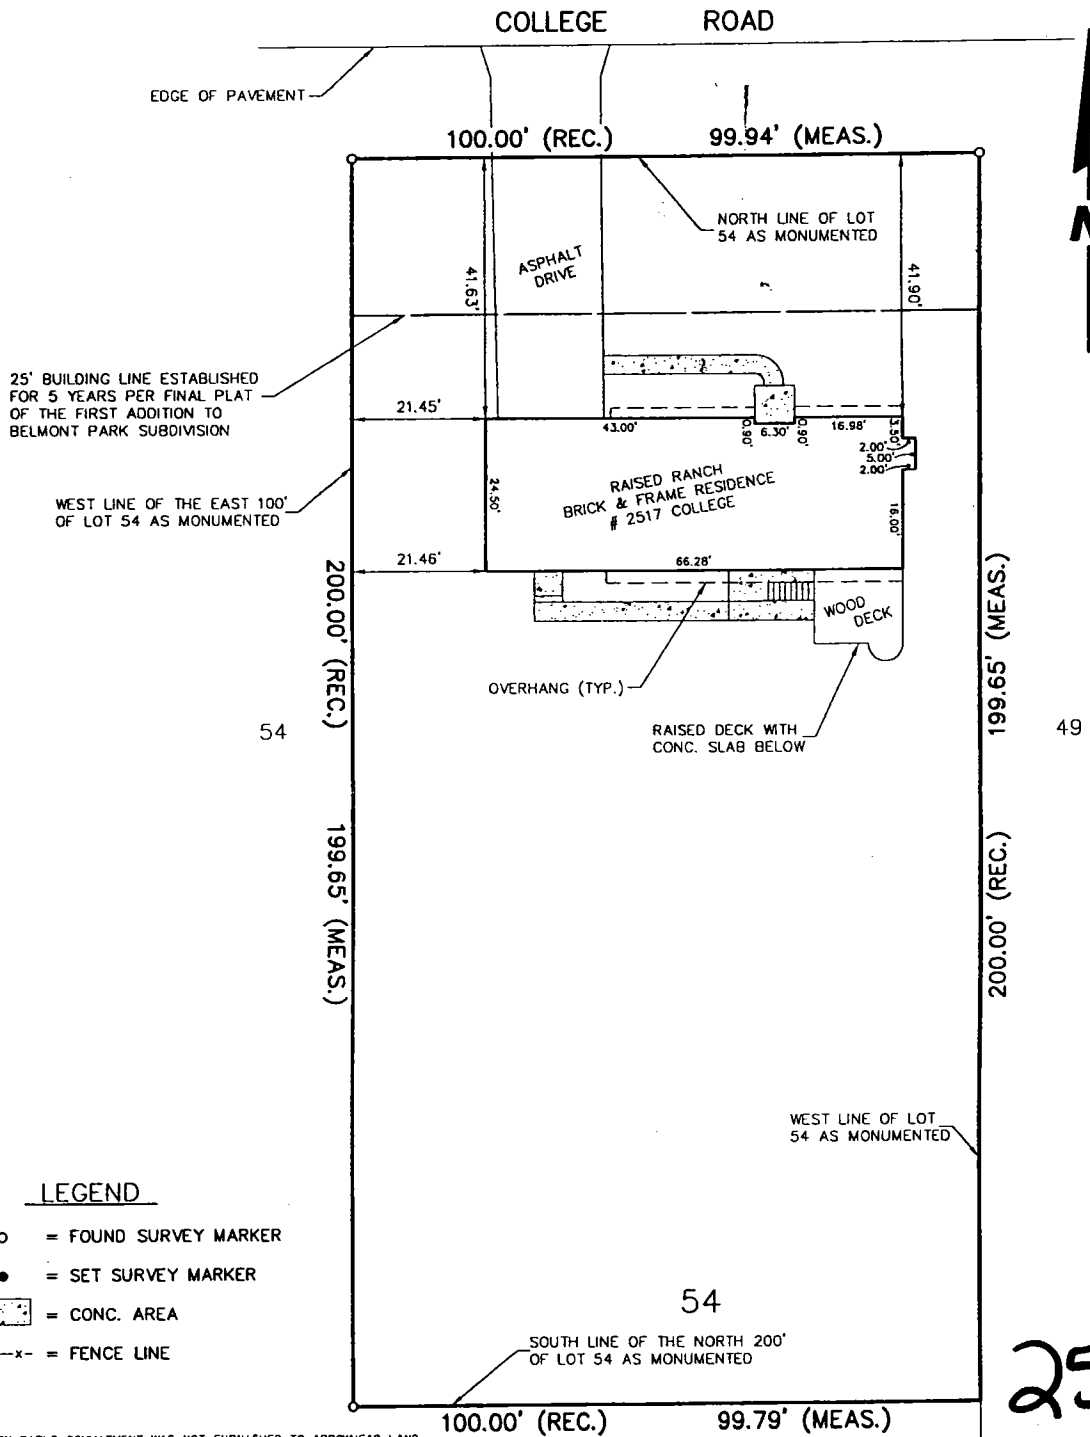 COLLEGE ROAD
EDGE OF PAVEMENT
100.00' (REC.) 99.94' (MEAS.)
NORTH LINE OF LOT
54 AS MONUMENTED
N
ASPHALT
DRIVE
41.63'
41.90'
25' BUILDING LINE ESTABLISHED
FOR 5 YEARS PER FINAL PLAT
OF THE FIRST ADDITION TO
BELMONT PARK SUBDIVISION
21.45'
43.00'
0.90'
6.30'
0.90'
16.98'
3.50'
2.00'
5.00'
2.00'
WEST LINE OF THE EAST 100'
OF LOT 54 AS MONUMENTED
24.50'
RAISED RANCH
BRICK & FRAME RESIDENCE
# 2517 COLLEGE
16.00'
21.46'
66.28'
WOOD
DECK
200.00' (REC.)
199.65' (MEAS.)
OVERHANG (TYP.)
RAISED DECK WITH
CONC. SLAB BELOW
54
49
199.65' (MEAS.)
200.00' (REC.)
WEST LINE OF LOT
54 AS MONUMENTED
LEGEND
= FOUND SURVEY MARKER
= SET SURVEY MARKER
= CONC. AREA
-x- = FENCE LINE
54
SOUTH LINE OF THE NORTH 200'
OF LOT 54 AS MONUMENTED
25
100.00' (REC.) 99.79' (MEAS.)